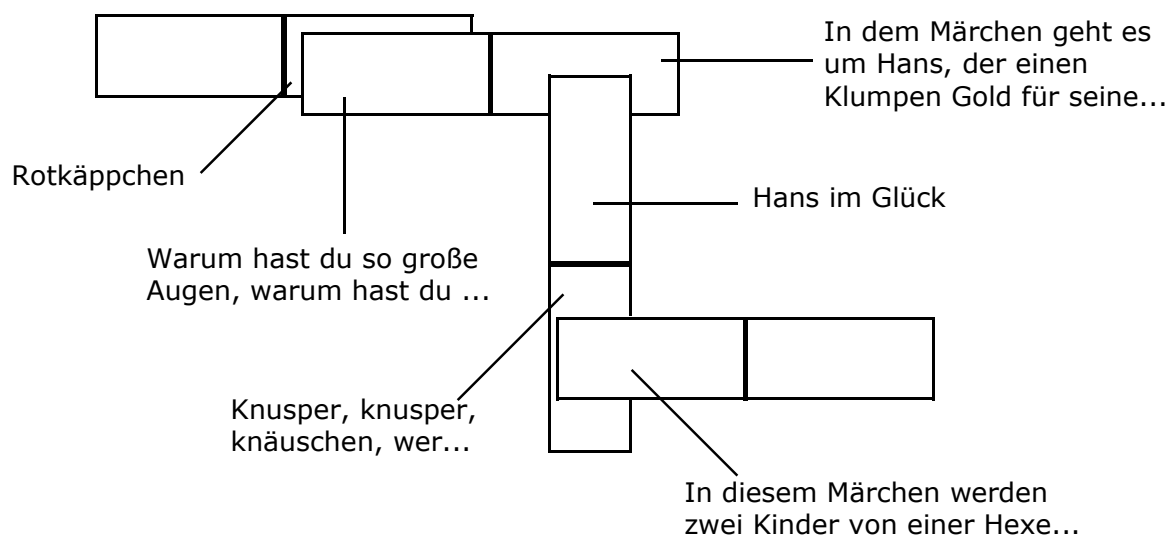 In dem Märchen geht es
um Hans, der einen
Klumpen Gold für seine...
Rotkäppchen
Hans im Glück
Warum hast du so große
Augen, warum hast du ...
Knusper, knusper,
knäuschen, wer...
In diesem Märchen werden
zwei Kinder von einer Hexe...